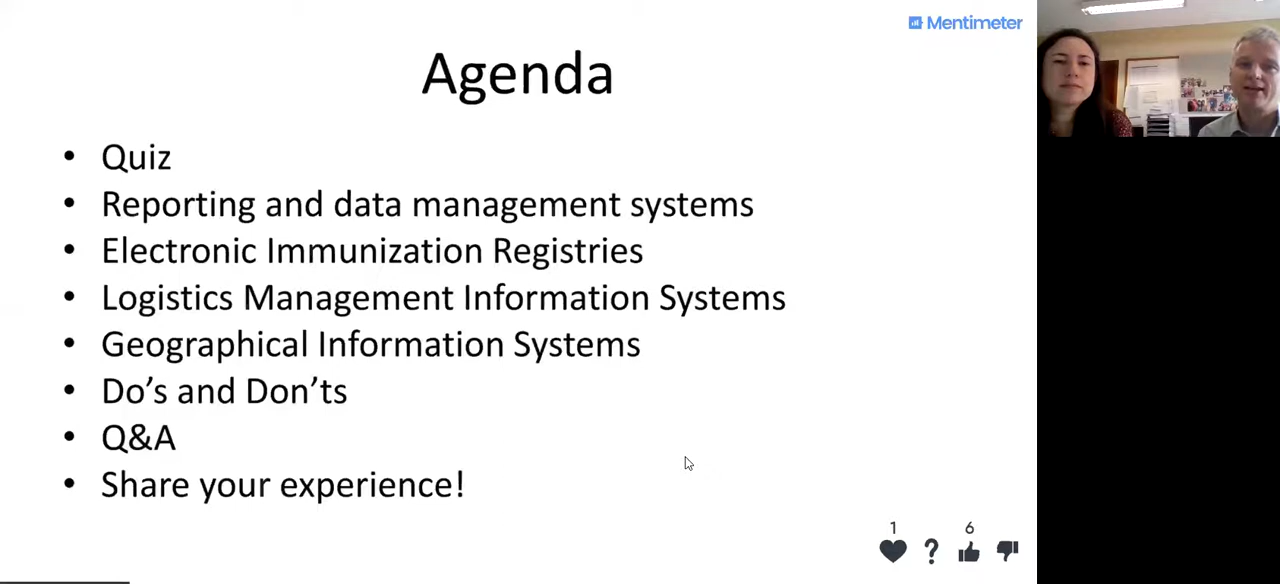 Mentimeter
Agenda
• Quiz
• Reporting and data management systems
• Electronic Immunization Registries
• Logistics Management Information Systems
• Geographical Information Systems
• Do’s and Don’ts
• Q&A
• Share your experience!
1
6